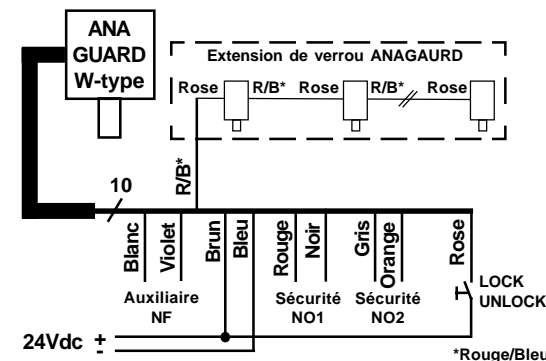 ANA
GUARD
W-type
Extension de verrou ANAGAURD
Rose R/B* Rose R/B* Rose
R/B*
10
Blanc
Violet
Brun
Bleu
Rouge
Noir
Gris
Orange
Rose
Auxiliaire
NF
Sécurité
NO1
Sécurité
NO2
LOCK
UNLOCK
24Vdc +
-
*Rouge/Bleu